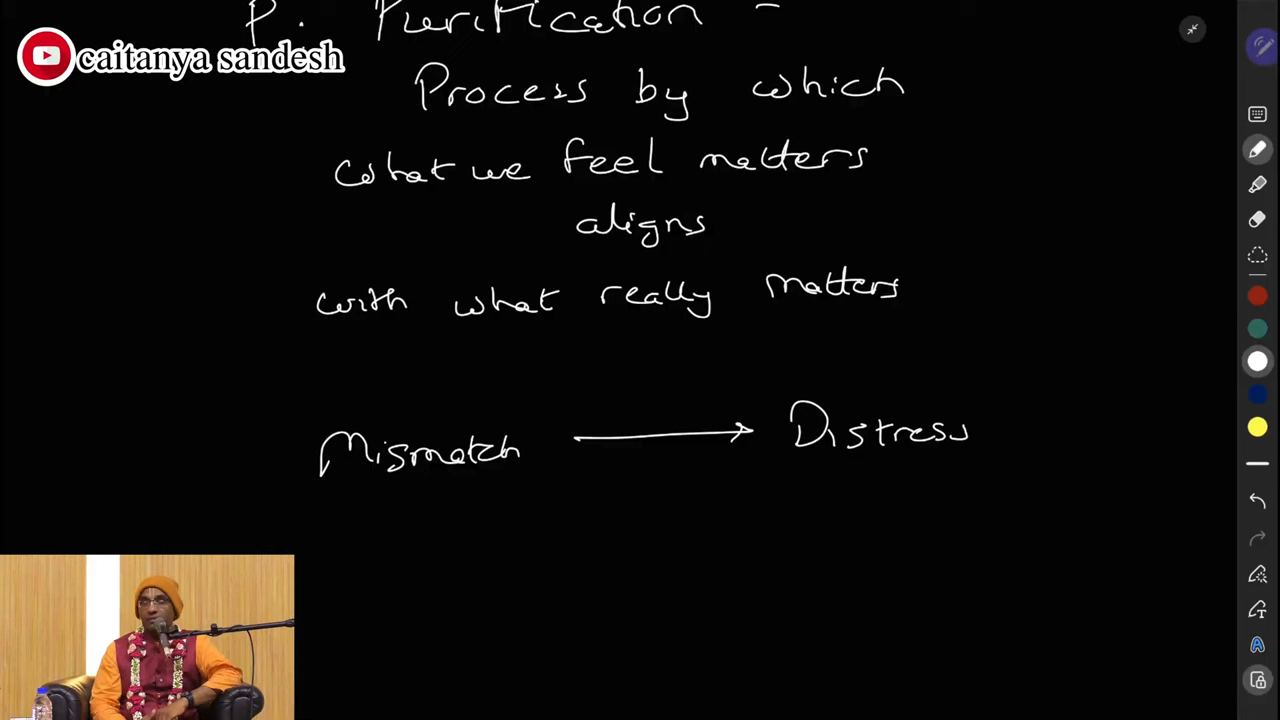 P. Purification -
caitanya sandesh
Process by which
what we feel matters
aligns
with what really matters
Mismatch → Distress